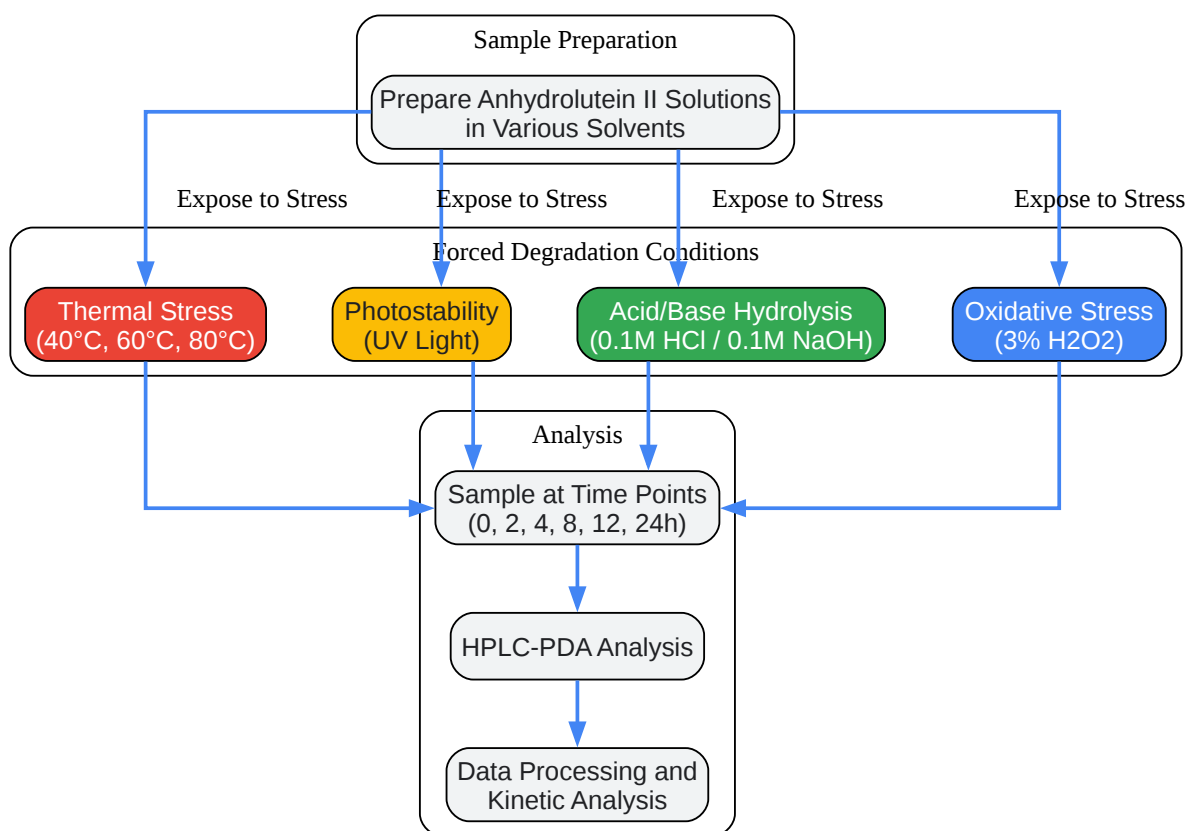 Sample Preparation
Prepare Anhydrolutein II Solutions
in Various Solvents
Expose to Stress
Expose to Stress
Expose to Stress
Expose to Stress
Forced Degradation Conditions
Thermal Stress
(40°C, 60°C, 80°C)
Photostability
(UV Light)
Acid/Base Hydrolysis
(0.1M HCl / 0.1M NaOH)
Oxidative Stress
(3% H2O2)
Analysis
Sample at Time Points
(0, 2, 4, 8, 12, 24h)
HPLC-PDA Analysis
Data Processing and
Kinetic Analysis